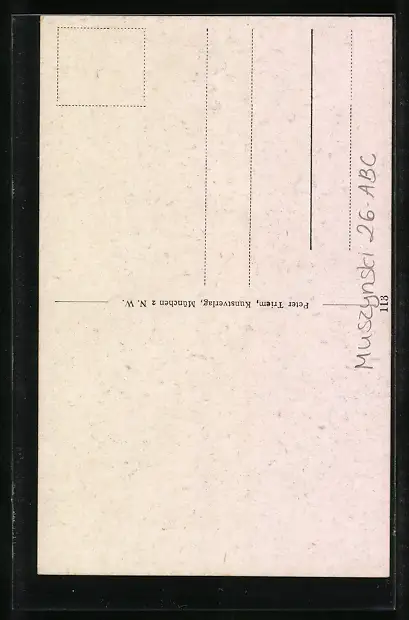 Peter Triem, Kunstverlag, München 2 N. W.
113
Muszynski 26-ABC